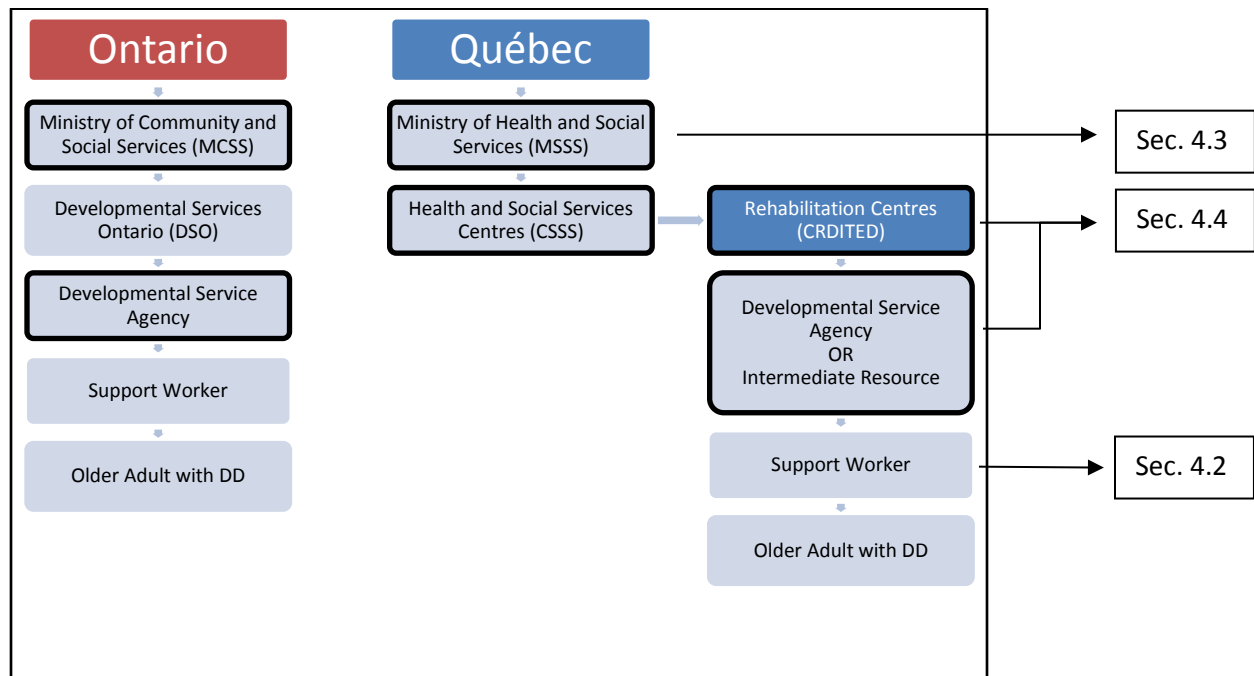 Ontario
Ministry of Community and
Social Services (MCSS)
Developmental Services
Ontario (DSO)
Developmental Service
Agency
Support Worker
Older Adult with DD
Québec
Ministry of Health and Social
Services (MSSS)
Health and Social Services
Centres (CSSS)
Rehabilitation Centres
(CRDITED)
Developmental Service
Agency
OR
Intermediate Resource
Support Worker
Older Adult with DD
Sec. 4.3
Sec. 4.4
Sec. 4.2